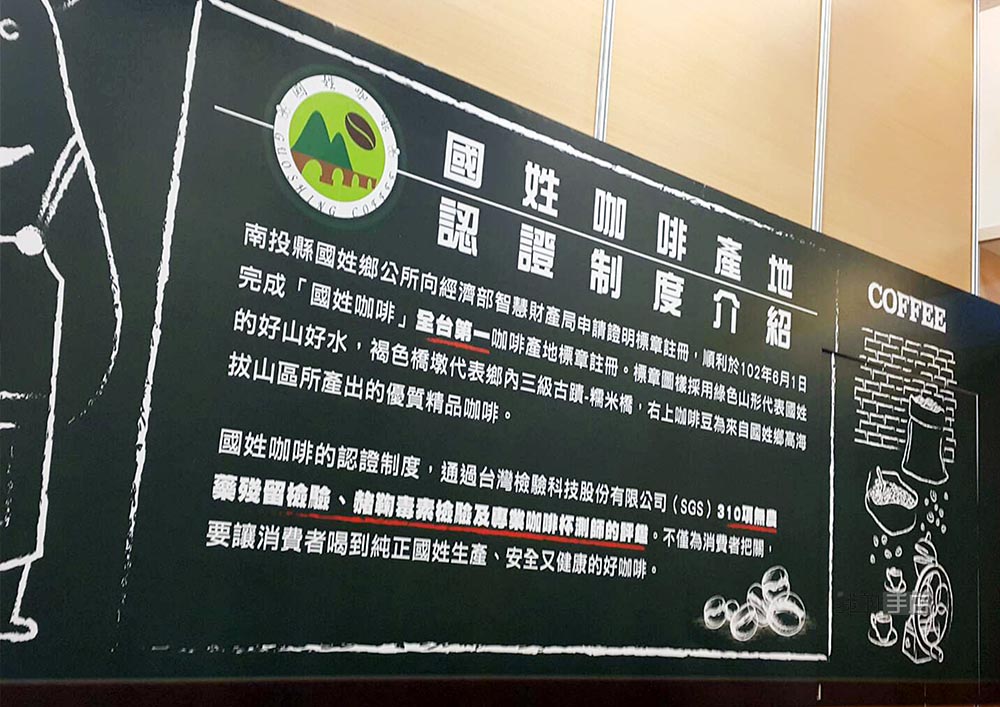 國姓咖啡
GUOSHING COFFEE
國姓咖啡產地
認證制度介紹
南投縣國姓鄉公所向經濟部智慧財產局申請證明標章註冊，順利於102年6月1日
完成「國姓咖啡」全台第一咖啡產地標章註冊。標章圖樣採用綠色山形代表國姓
的好山好水，褐色橋墩代表鄉內三級古蹟-糯米橋，右上咖啡豆為來自國姓鄉高海
拔山區所產出的優質精品咖啡。
國姓咖啡的認證制度，通過台灣檢驗科技股份有限公司（SGS）310項無農
藥殘留檢驗、赭麴毒素檢驗及專業咖啡杯測師的評鑑。不僅為消費者把關，
要讓消費者喝到純正國姓生產、安全又健康的好咖啡。
COFFEE